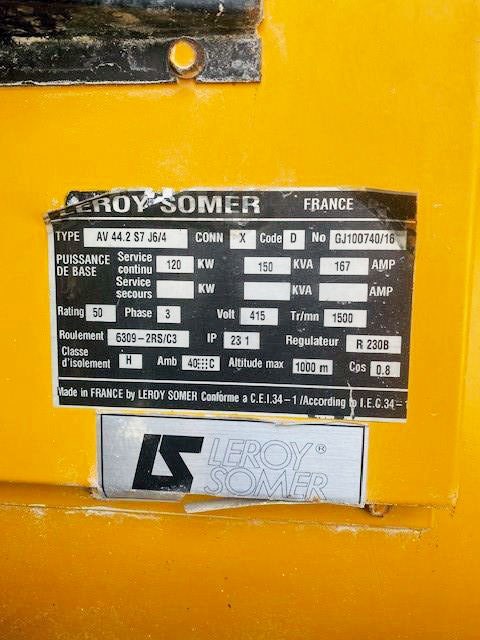 LEROY SOMER FRANCE
TYPE AV 44.2 S7 J6/4 CONN X Code D No GJ100740/16
PUISSANCE DE BASE Service continu 120 KW 150 KVA 167 AMP
Service secours KW KVA AMP
Rating 50 Phase 3 Volt 415 Tr/mn 1500
Roulement 6309-2RS/C3 IP 23 1 Regulateur R 230B
Classe d'isolement H Amb 40 C Altitude max 1000 m Cos 0.8
Made in FRANCE by LEROY SOMER Conforme a C.E.I.34-1/According to I.E.C.34-
LS LEROY®
SOMER